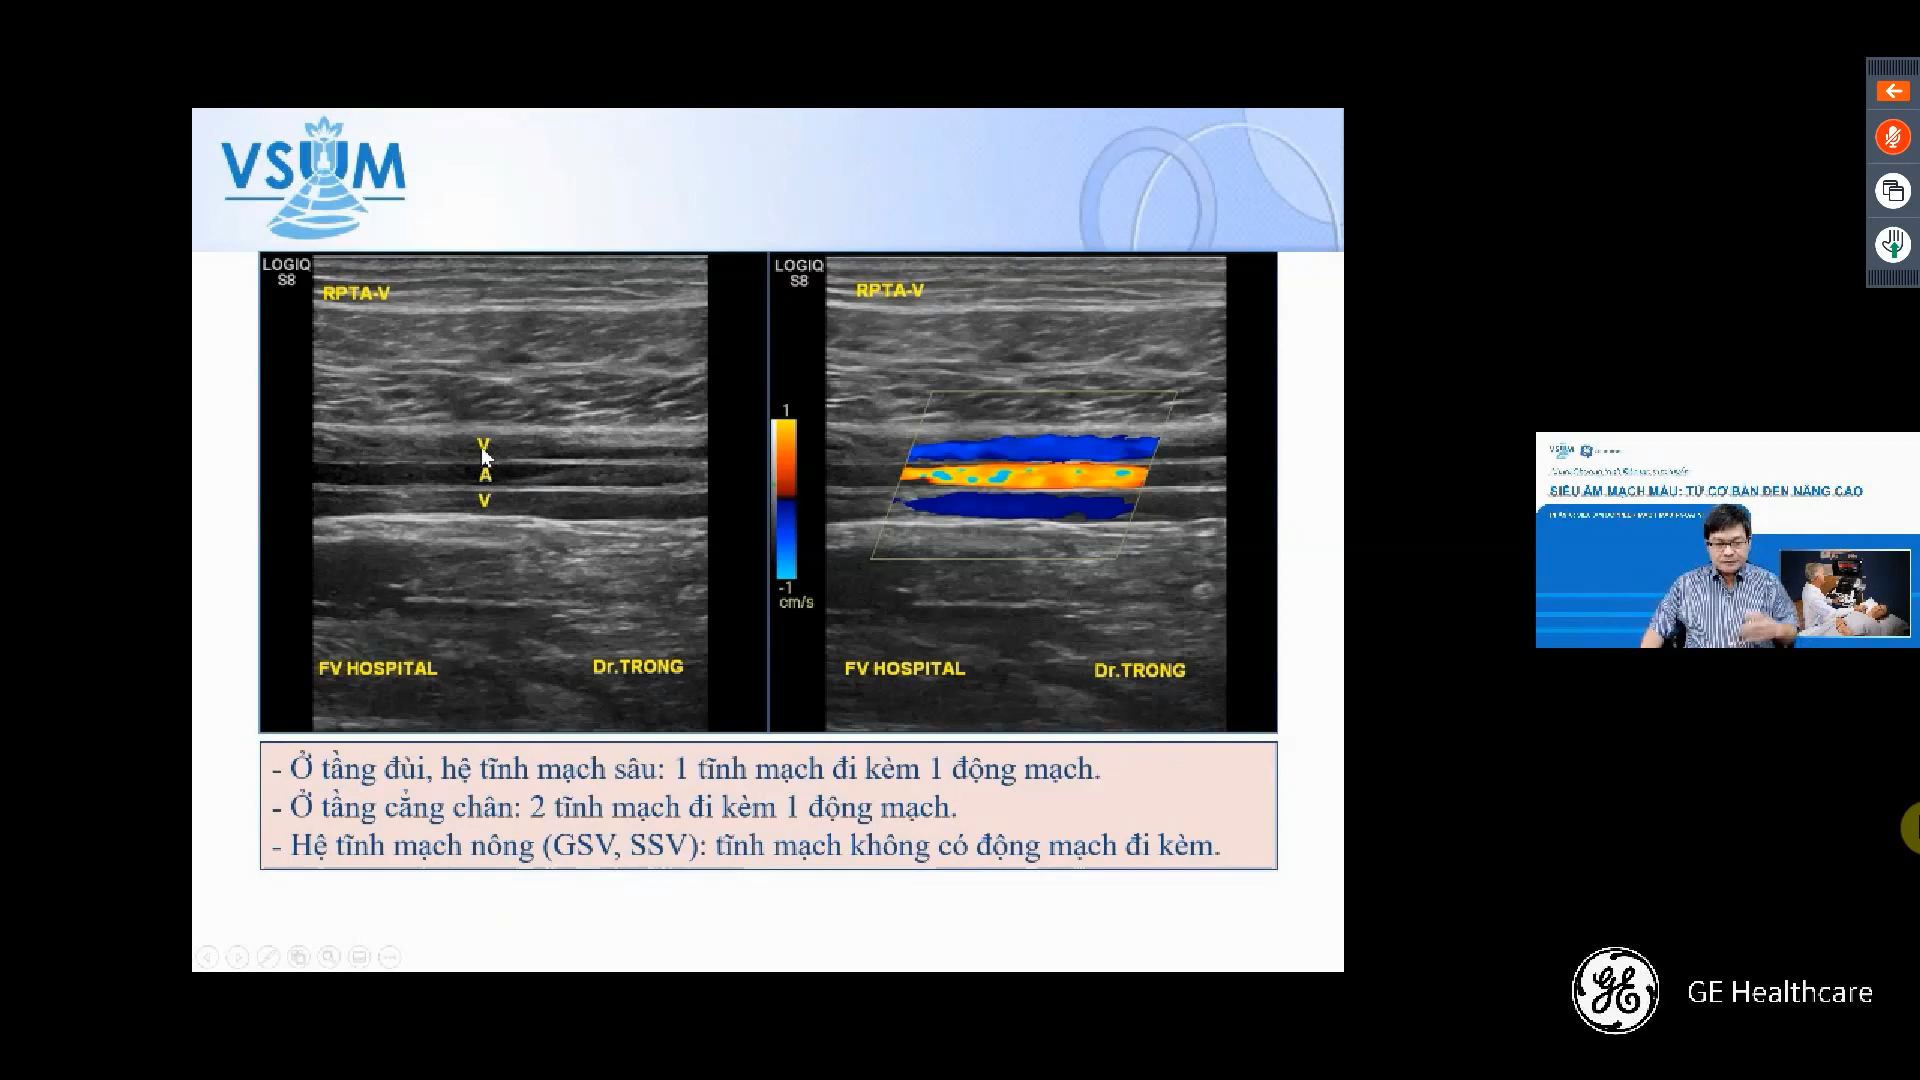 VSUM
LOGIQ
S8
RPTA-V
V
A
V
FV HOSPITAL
Dr.TRONG
LOGIQ
S8
RPTA-V
1
-1
cm/s
FV HOSPITAL
Dr.TRONG
- Ở tầng đùi, hệ tĩnh mạch sâu: 1 tĩnh mạch đi kèm 1 động mạch.
- Ở tầng cẳng chân: 2 tĩnh mạch đi kèm 1 động mạch.
- Hệ tĩnh mạch nông (GSV, SSV): tĩnh mạch không có động mạch đi kèm.
VSUM
SIÊU ÂM MẠCH MÁU: TỪ CƠ BẢN ĐẾN NÂNG CAO
GE Healthcare